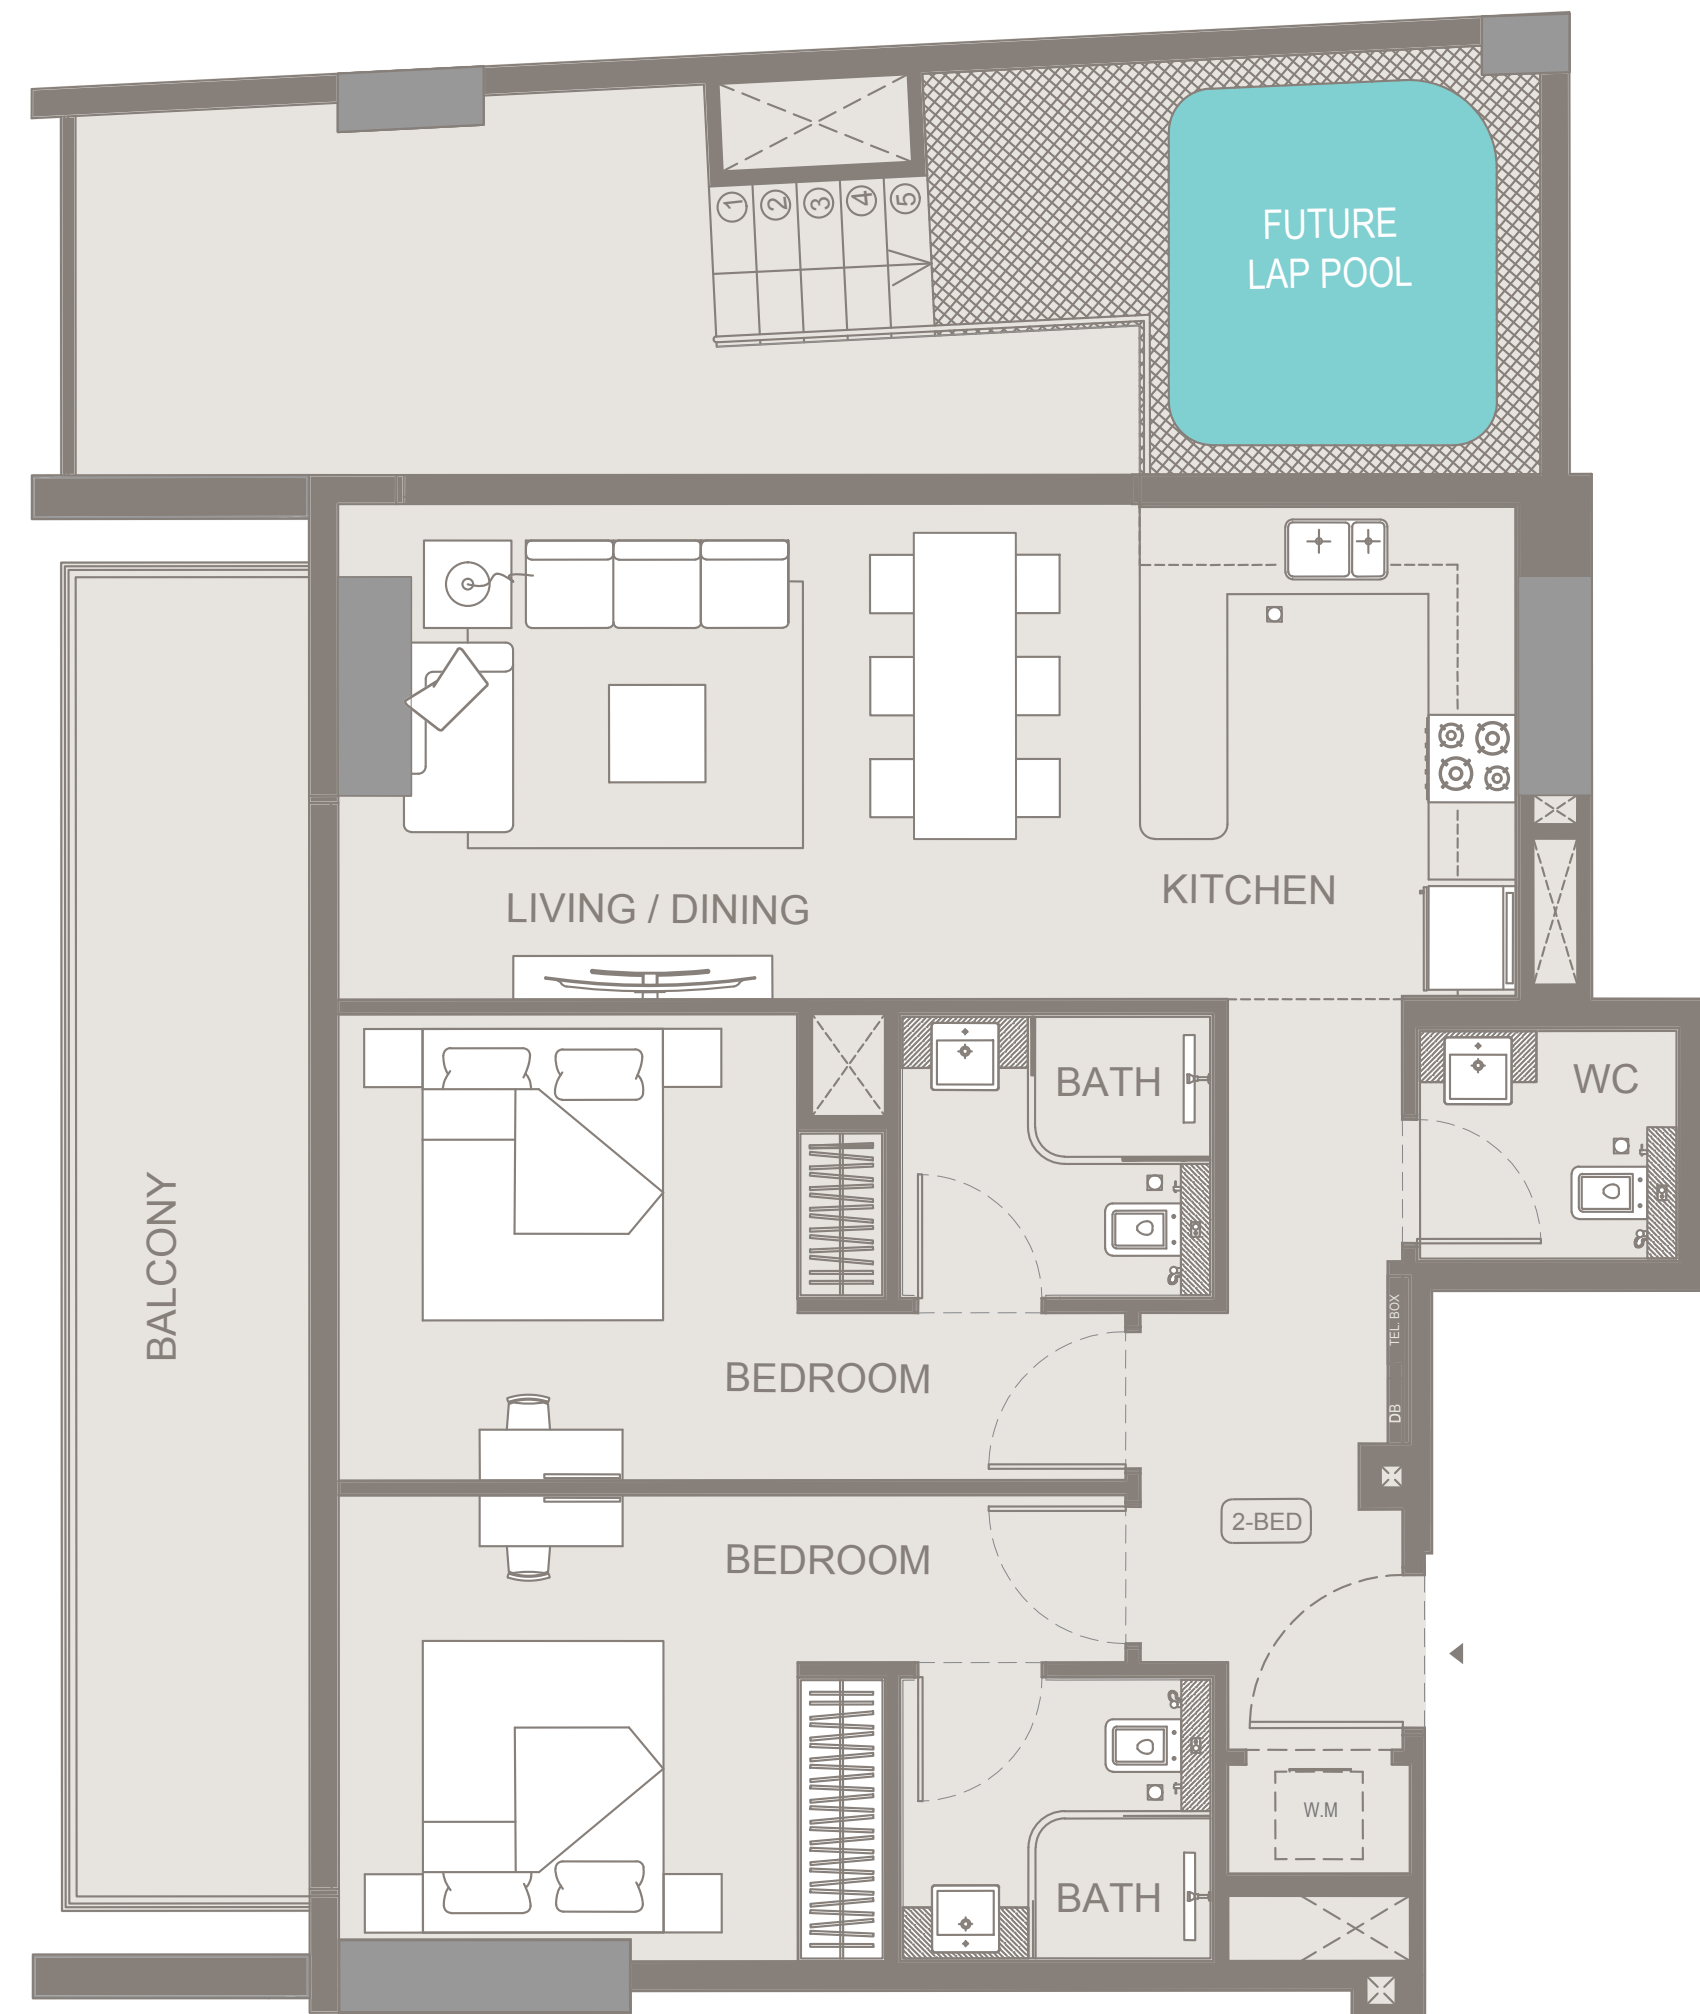 1
2
3
4
5
FUTURE
LAP POOL
LIVING / DINING
KITCHEN
BATH
WC
BALCONY
TEL. BOX
BEDROOM
DB
2-BED
BEDROOM
W.M
BATH